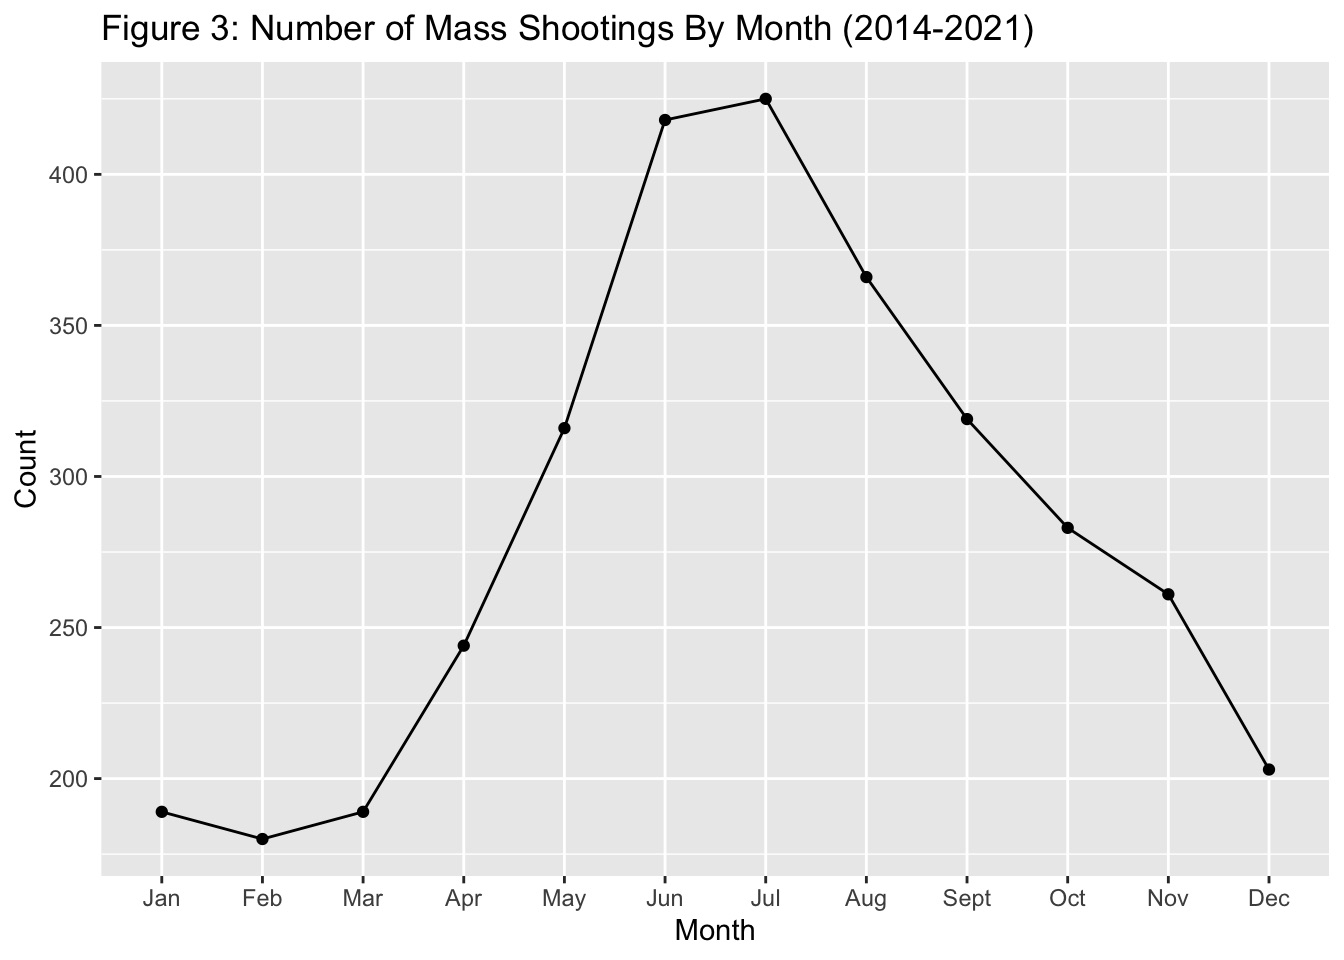 Figure 3: Number of Mass Shootings By Month (2014-2021)
400
350
300
250
200
Count
Jan Feb Mar Apr May Jun Jul Aug Sept Oct Nov Dec
Month